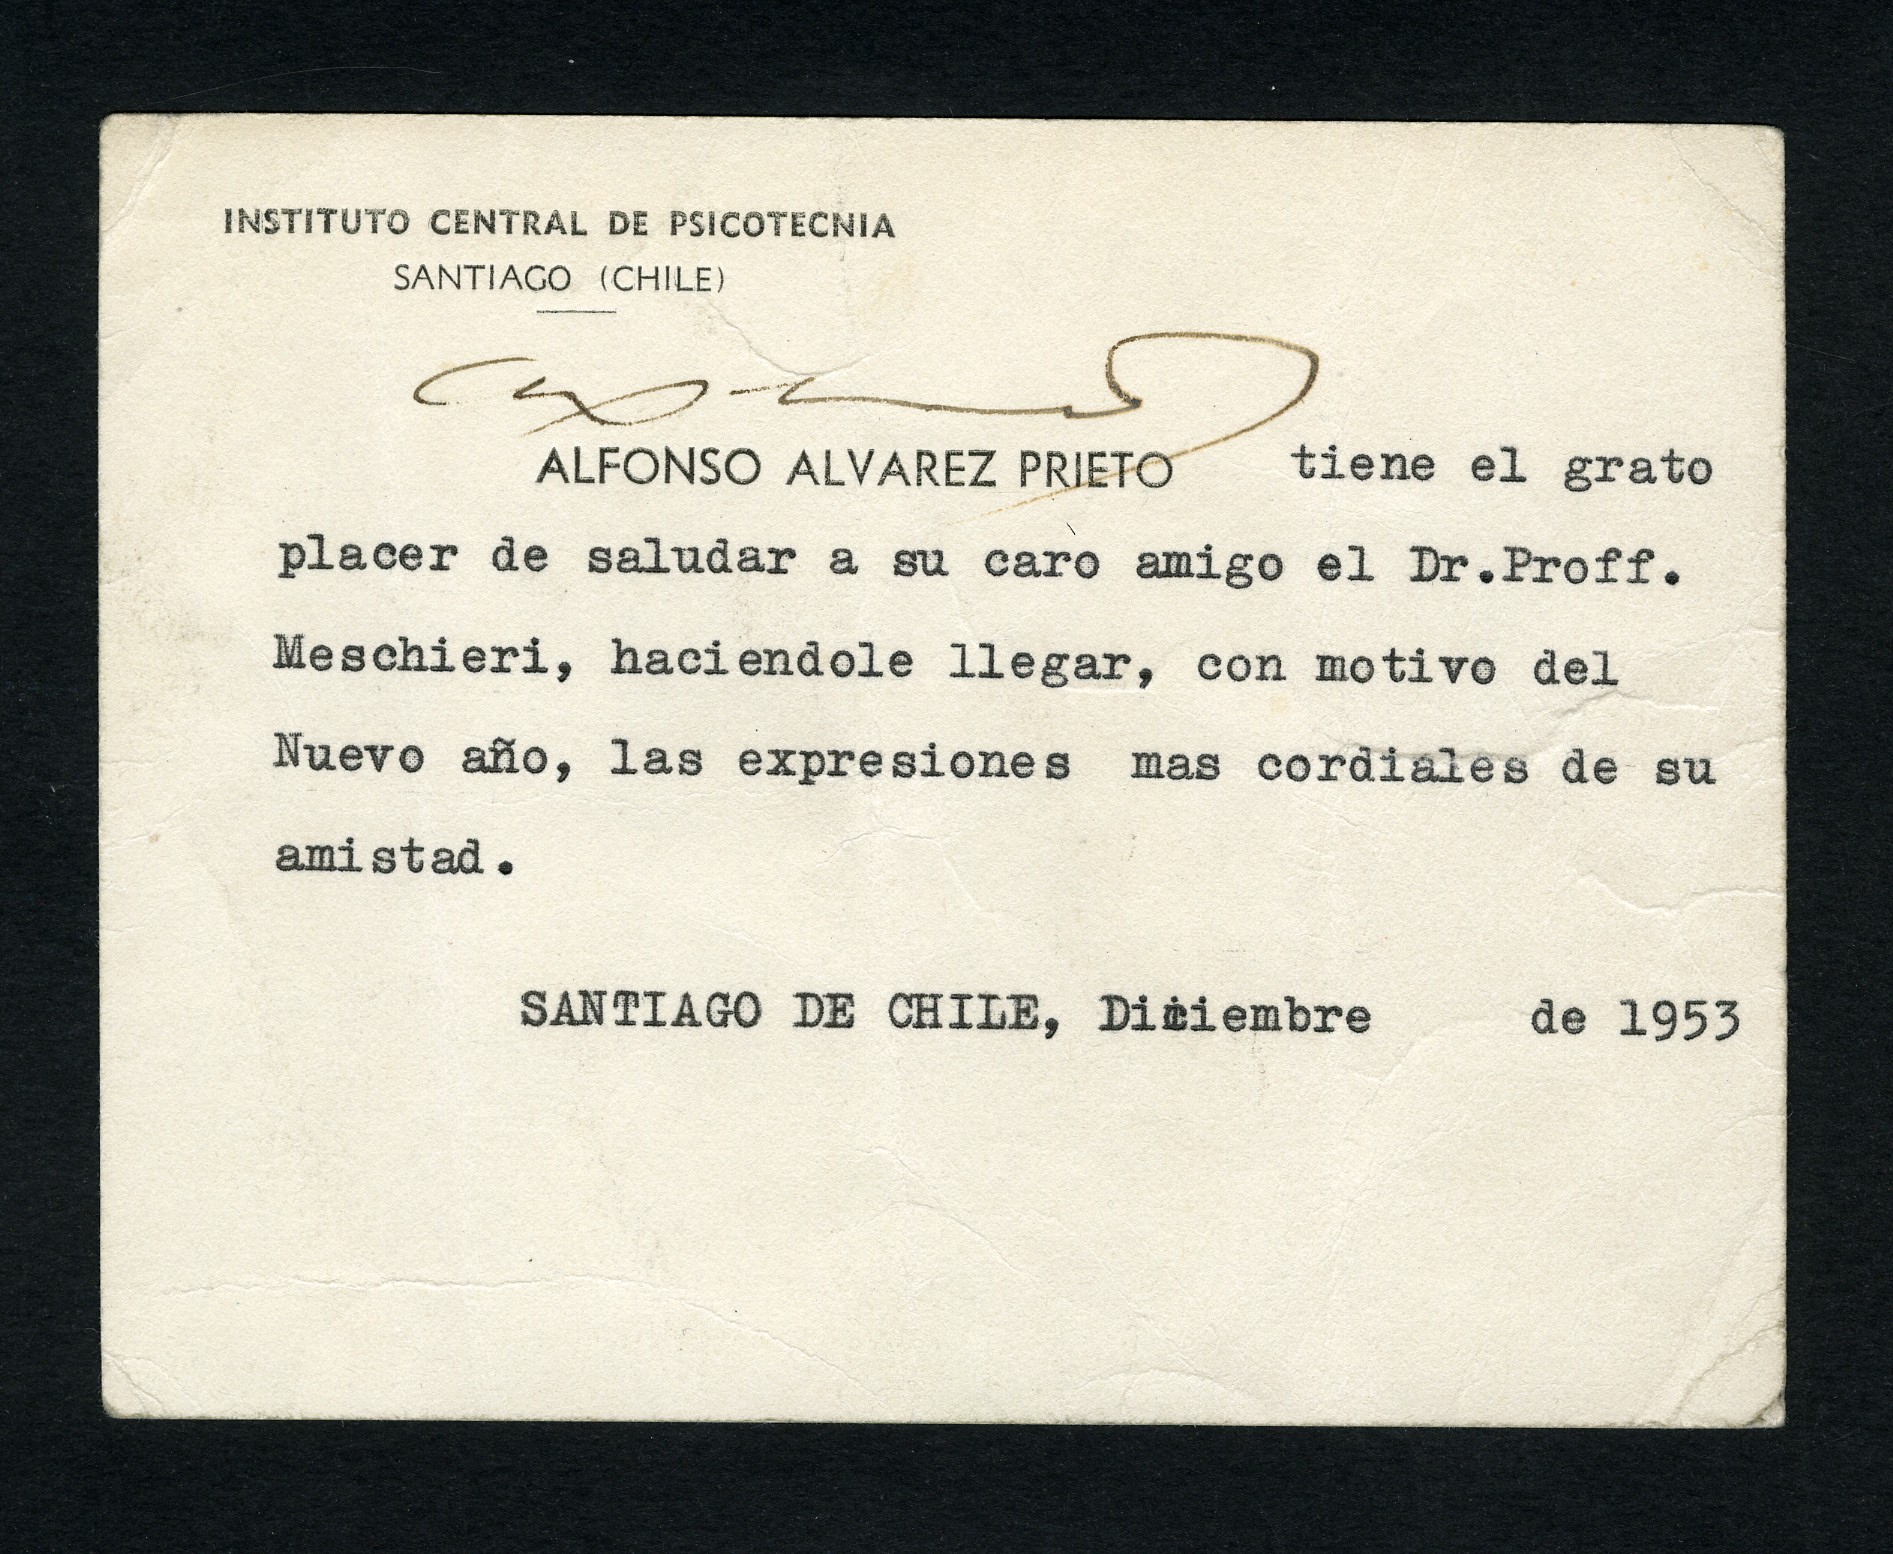 INSTITUTO CENTRAL DE PSICOTECNIA
SANTIAGO (CHILE)
ALFONSO ALVAREZ PRIETO tiene el grato
placer de saludar a su caro amigo el Dr.Proff.
Meschieri, haciendole llegar, con motivo del
Nuevo año, las expresiones mas cordiales de su
amistad.
SANTIAGO DE CHILE, Diciembre de 1953